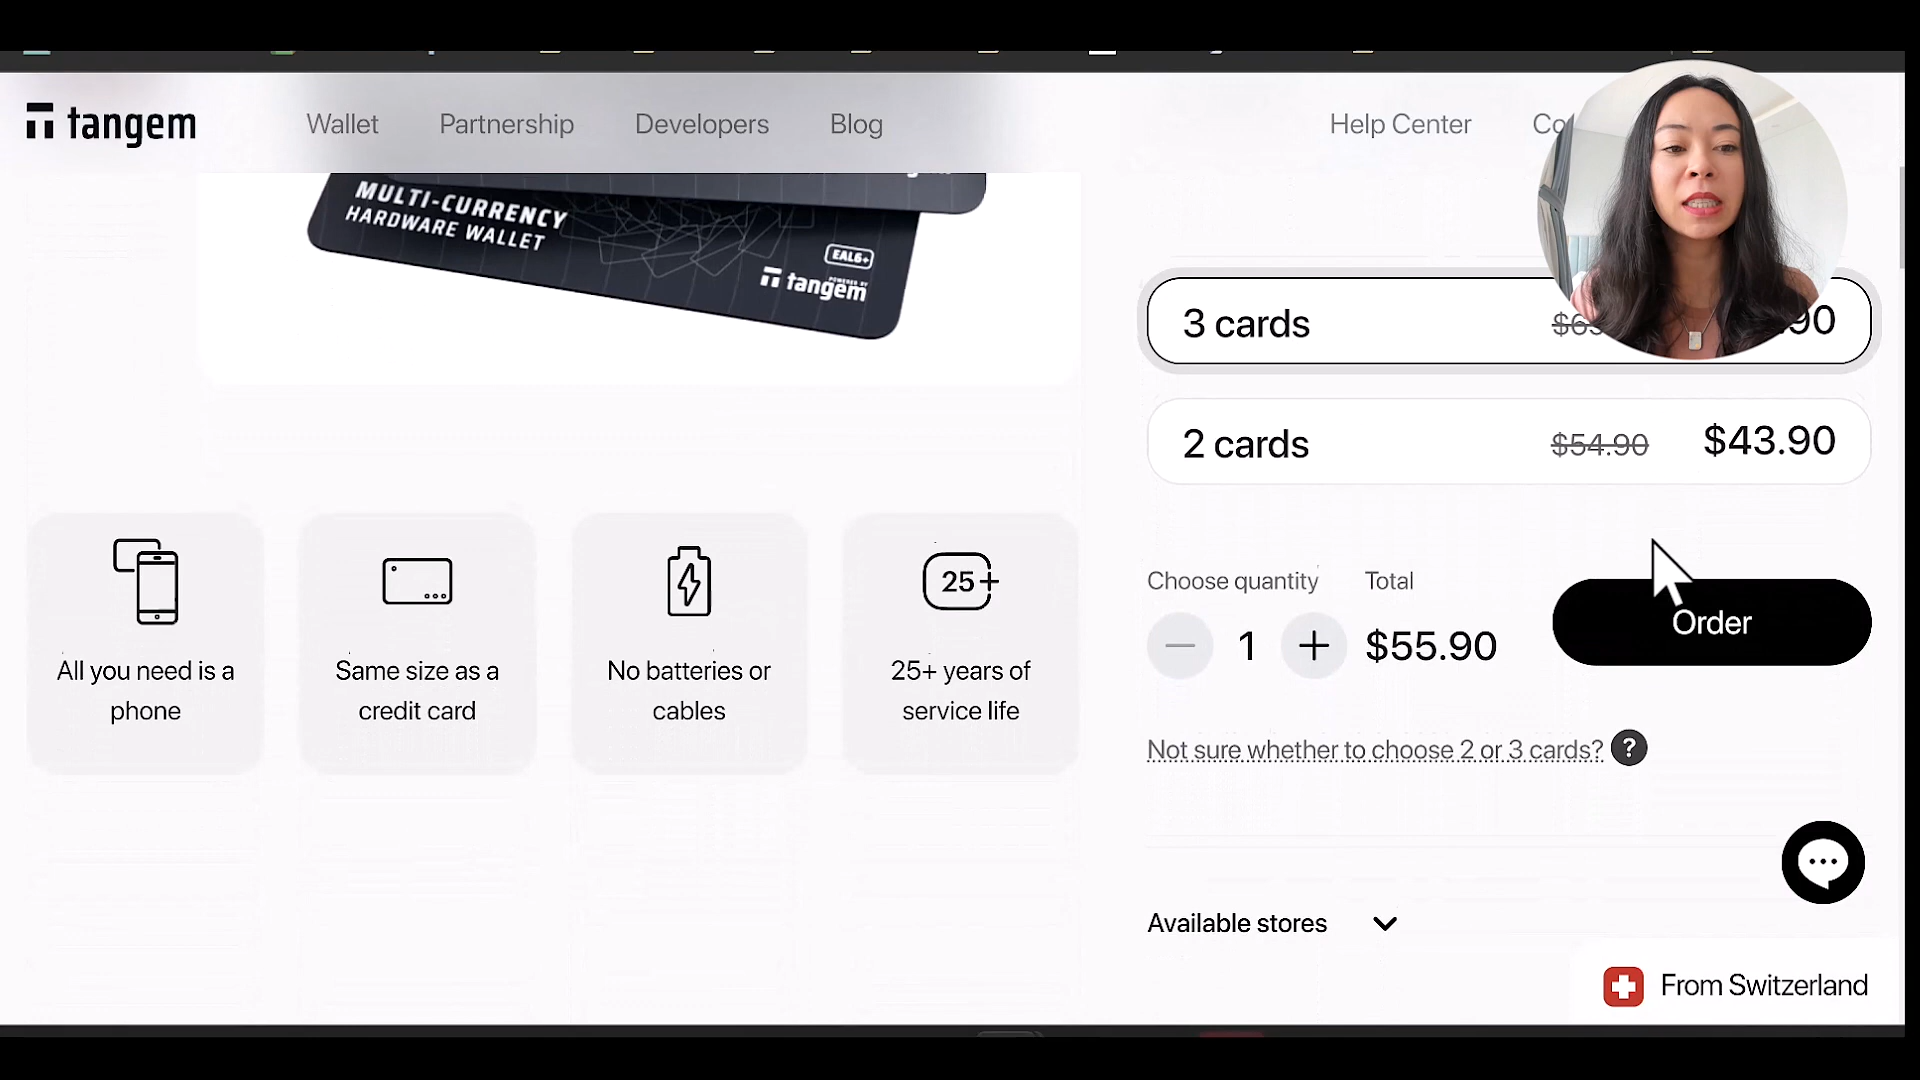 tangem
Wallet
Partnership
Developers
Blog
Help Center
MULTI-CURRENCY
HARDWARE WALLET
EAL6+
POWERED BY
tangem
3 cards
2 cards $54.90 $43.90
Choose quantity Total
1 $55.90
Order
Not sure whether to choose 2 or 3 cards? ?
All you need is a
phone
Same size as a
credit card
No batteries or
cables
25+
25+ years of
service life
Available stores
From Switzerland